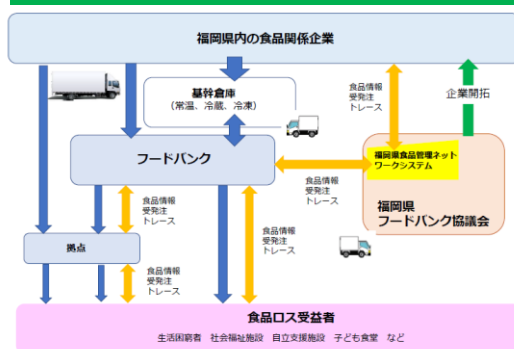 福岡県内の食品関係企業
基幹倉庫
（常温、冷蔵、冷凍）
食品情報
受発注
トレース
企業開拓
フードバンク
福岡県食品管理ネット
ワークシステム
食品情報
受発注
トレース
福岡県
フードバンク協議会
食品情報
受発注
トレース
食品情報
受発注
トレース
拠点
食品情報
受発注
トレース
食品ロス受益者
生活困窮者 社会福祉施設 自立支援施設 子ども食堂 など